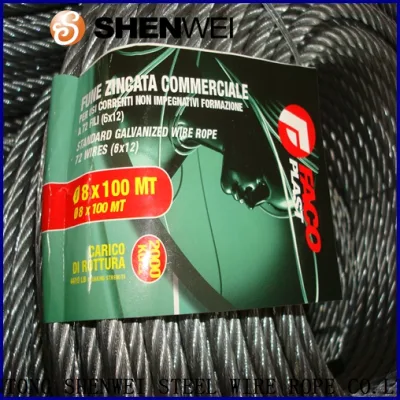 SHENWEI
FUNE ZINCATA COMMERCIALE
PER USI CORRENTI NON IMPEGNATIVI FORMAZIONE
A 72 FILI (6x12)
STANDARD GALVANIZED WIRE ROPE
72 WIRES (6x12)
Ø 8 x 100 MT
Ø 8 x 100 MT
CARICO
DI ROTTURA
2000
FACO
PLAST
SHENWEI STEEL WIRE ROPE CO.